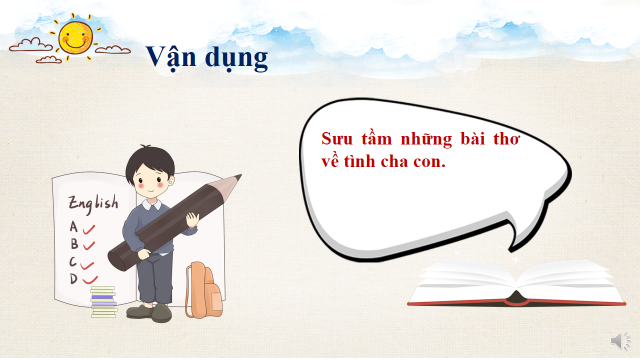 Vận dụng
Sưu tầm những bài thơ
về tình cha con.
English
A
B
C
D